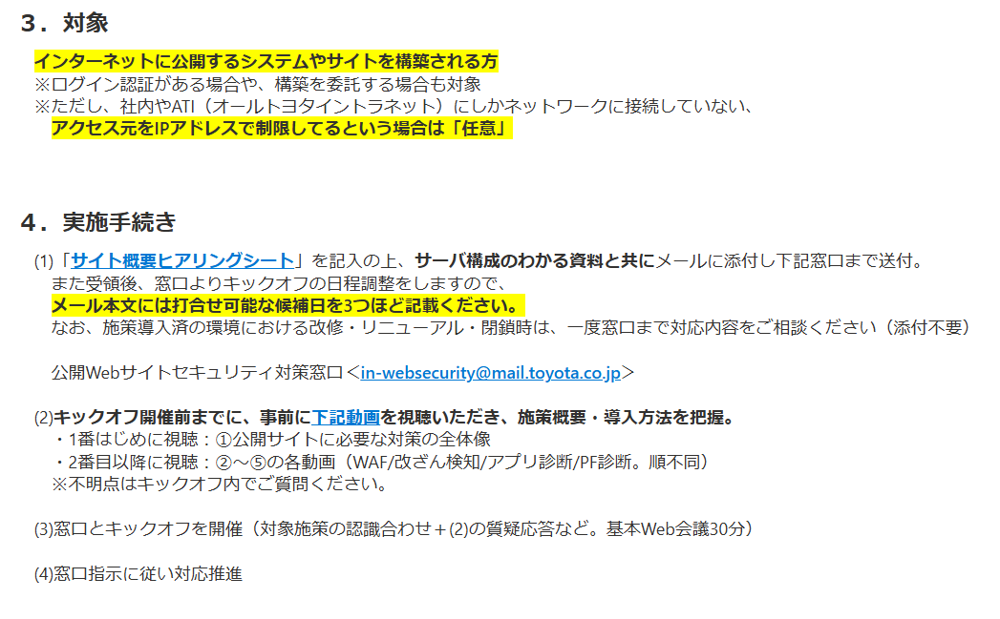 ３．対象
インターネットに公開するシステムやサイトを構築される方
※ログイン認証がある場合や、構築を委託する場合も対象
※ただし、社内やATI（オールトヨタイントラネット）にしかネットワークに接続していない、
アクセス元をIPアドレスで制限してるという場合は「任意」
４．実施手続き
(1)「サイト概要ヒアリングシート」を記入の上、サーバ構成のわかる資料と共にメールに添付し下記窓口まで送付。
また受領後、窓口よりキックオフの日程調整をしますので、
メール本文には打合せ可能な候補日を3つほど記載ください。
なお、施策導入済の環境における改修・リニューアル・閉鎖時は、一度窓口まで対応内容をご相談ください（添付不要）
公開Webサイトセキュリティ対策窓口＜in-websecurity@mail.toyota.co.jp＞
(2)キックオフ開催前までに、事前に下記動画を視聴いただき、施策概要・導入方法を把握。
・1番はじめに視聴：①公開サイトに必要な対策の全体像
・2番目以降に視聴：②～⑤の各動画（WAF/改ざん検知/アプリ診断/PF診断。順不同）
※不明点はキックオフ内でご質問ください。
(3)窓口とキックオフを開催（対象施策の認識合わせ＋(2)の質疑応答など。基本Web会議30分）
(4)窓口指示に従い対応推進